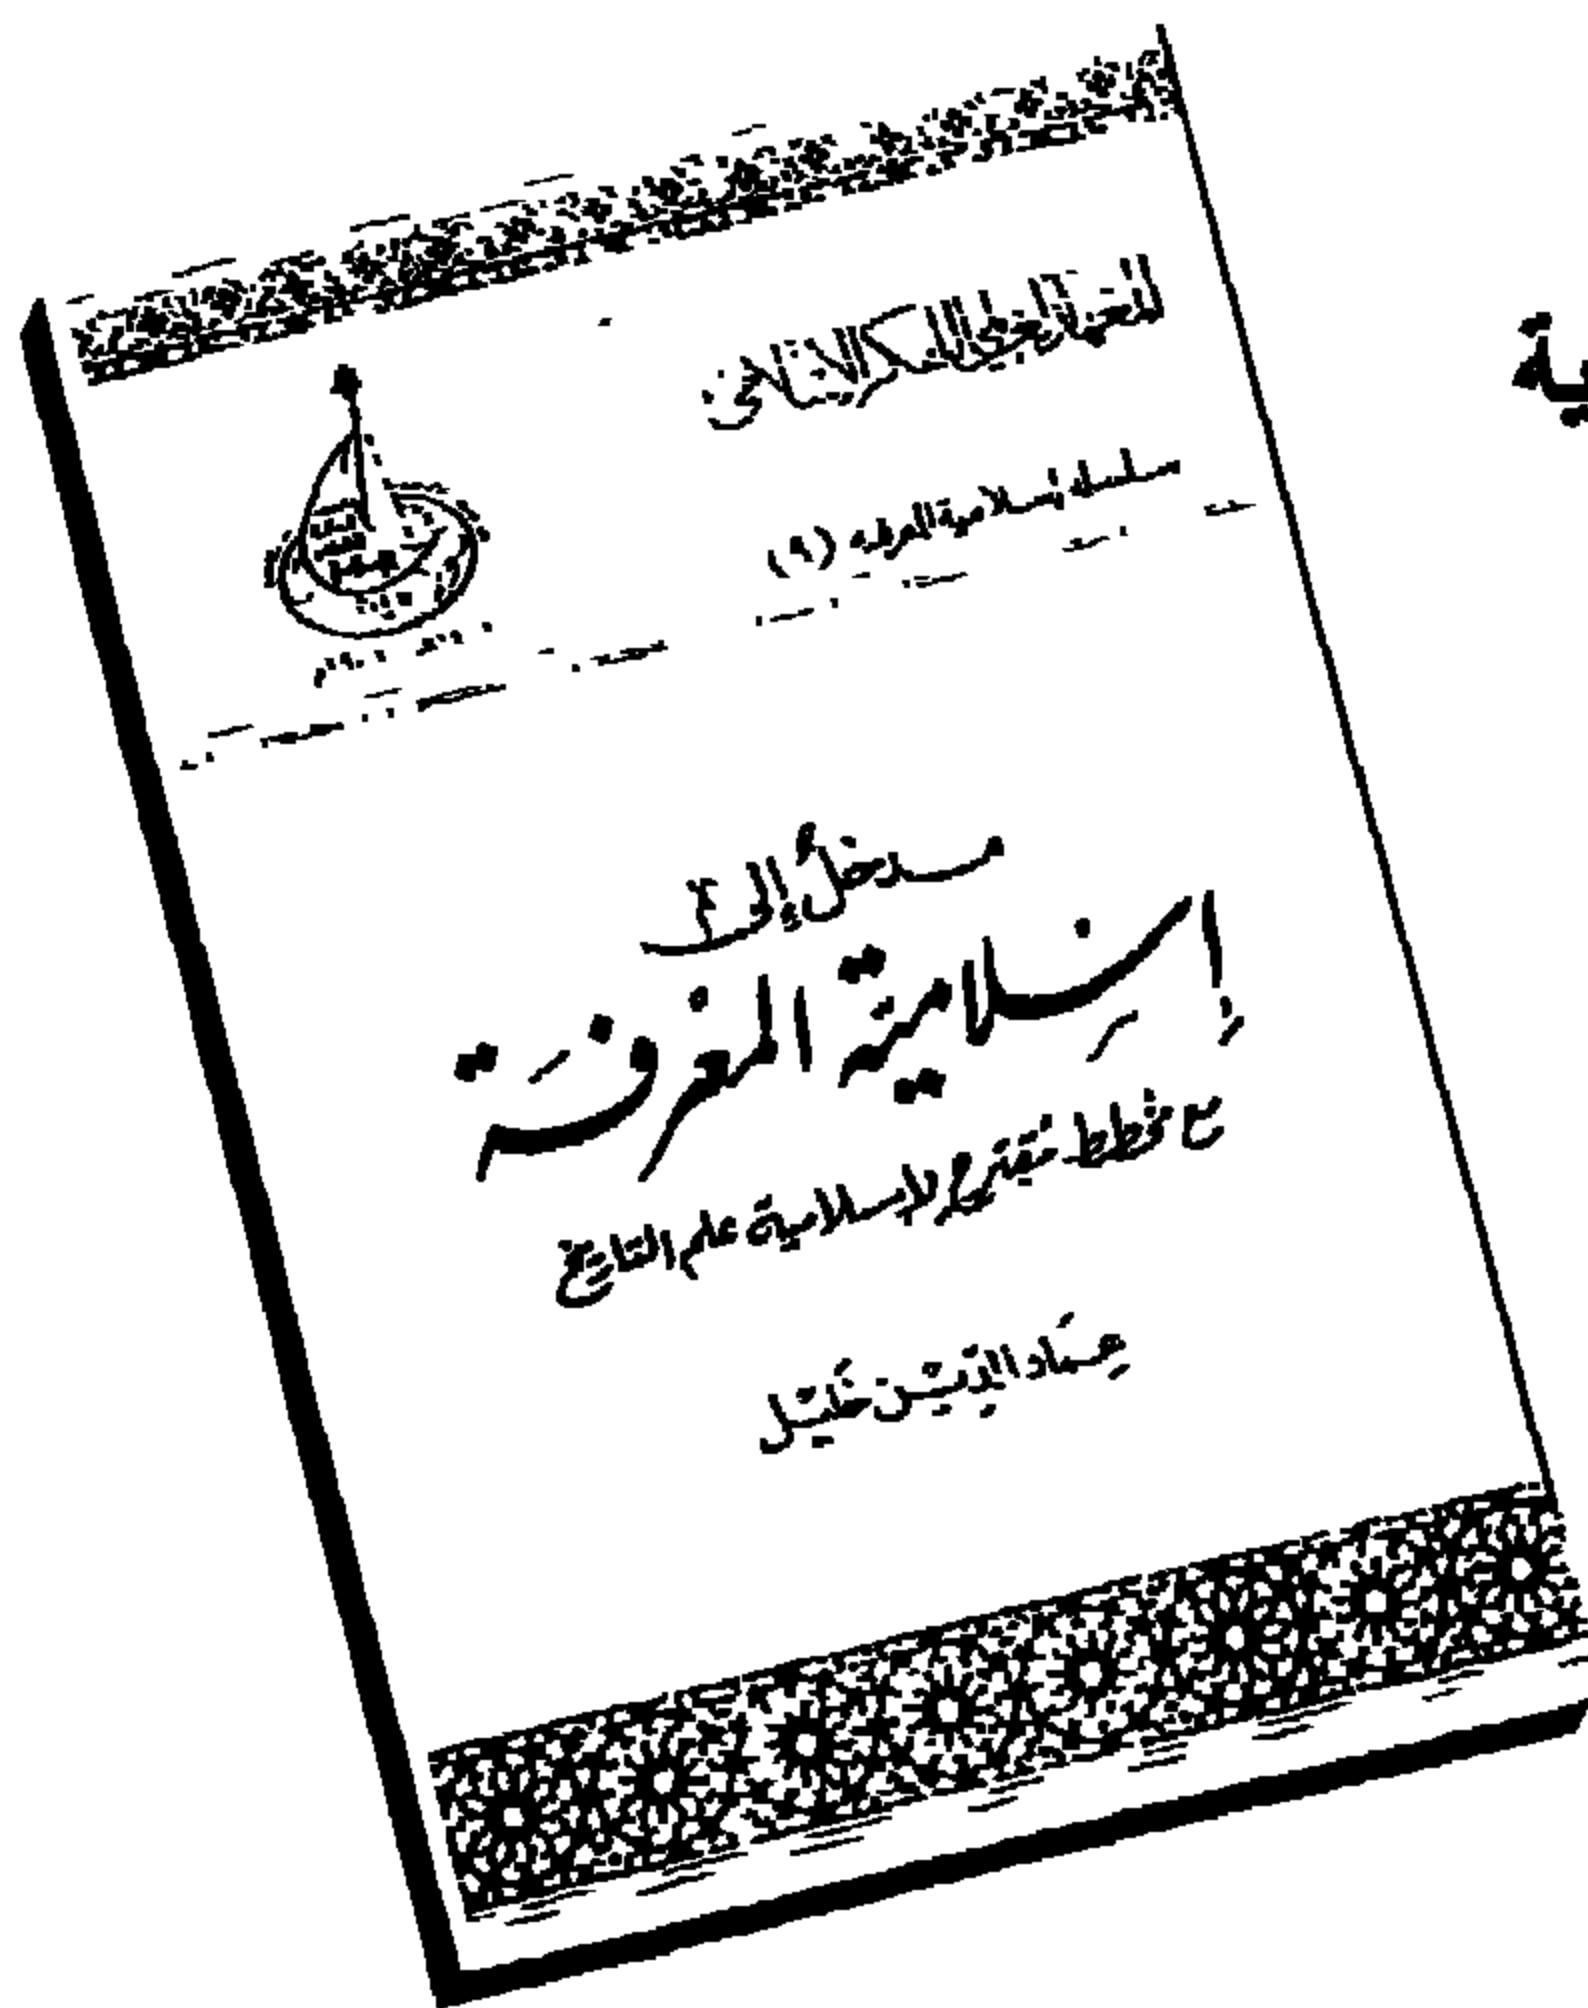 المعهد العالمي للفكر الإسلامي
سلسلة إسلامية المعرفة (٩)
مدخل إلى
إسلامية المعرفة
مع مخطط مقترح لإسلامية علم التاريخ
عماد الدين خليل